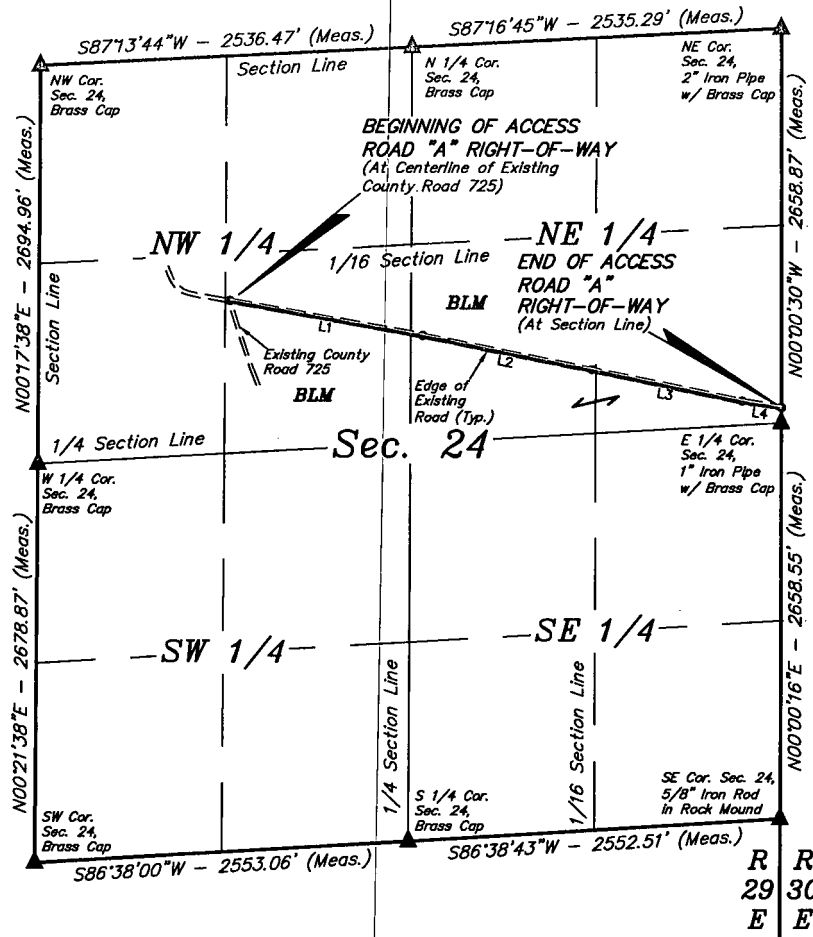 S87°13'44"W - 2536.47' (Meas.)
S87°16'45"W - 2535.29' (Meas.)
Section Line
NW Cor.
Sec. 24,
Brass Cap
N 1/4 Cor.
Sec. 24,
Brass Cap
NE Cor.
Sec. 24,
2" Iron Pipe
w/ Brass Cap
BEGINNING OF ACCESS
ROAD "A" RIGHT-OF-WAY
(At Centerline of Existing
County Road 725)
N00°17'38"E - 2694.96' (Meas.)
Section Line
N00°00'30"W - 2658.87' (Meas.)
NW 1/4
1/16 Section Line
NE 1/4
END OF ACCESS
ROAD "A"
RIGHT-OF-WAY
(At Section Line)
BLM
L1
Existing County
Road 725
BLM
L2
Edge of
Existing
Road (Typ.)
L3
L4
1/4 Section Line
Sec. 24
W 1/4 Cor.
Sec. 24,
Brass Cap
E 1/4 Cor.
Sec. 24,
1" Iron Pipe
w/ Brass Cap
N00°21'38"E - 2678.87' (Meas.)
N00°00'16"E - 2658.55' (Meas.)
SW 1/4
SE 1/4
1/4 Section Line
1/16 Section Line
SW Cor.
Sec. 24,
Brass Cap
S 1/4 Cor.
Sec. 24,
Brass Cap
SE Cor. Sec. 24,
5/8" Iron Rod
in Rock Mound
S86°38'00"W - 2553.06' (Meas.)
S86°38'43"W - 2552.51' (Meas.)
R R
29 30
E E